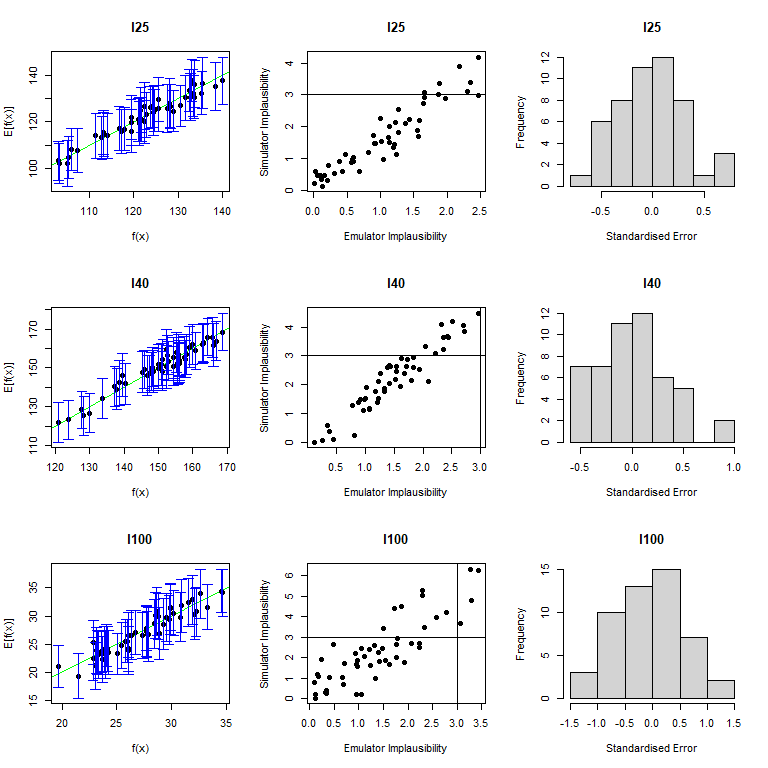 I25
I25
I25
E[f(x)]
100 120 140
110 120 130 140
f(x)
Simulator Implausibility
0 1 2 3 4
0.0 0.5 1.0 1.5 2.0 2.5
Emulator Implausibility
Frequency
0 2 4 6 8 12
-0.5 0.0 0.5
Standardised Error
I40
I40
I40
E[f(x)]
110 130 150 170
120 130 140 150 160 170
f(x)
Simulator Implausibility
0 1 2 3 4
0.5 1.0 1.5 2.0 2.5 3.0
Emulator Implausibility
Frequency
0 2 4 6 8 12
-0.5 0.0 0.5 1.0
Standardised Error
I100
I100
I100
E[f(x)]
15 20 25 30 35
20 25 30 35
f(x)
Simulator Implausibility
0 1 2 3 4 5 6
0.0 0.5 1.0 1.5 2.0 2.5 3.0 3.5
Emulator Implausibility
Frequency
0 5 10 15
-1.5 -1.0 -0.5 0.0 0.5 1.0 1.5
Standardised Error